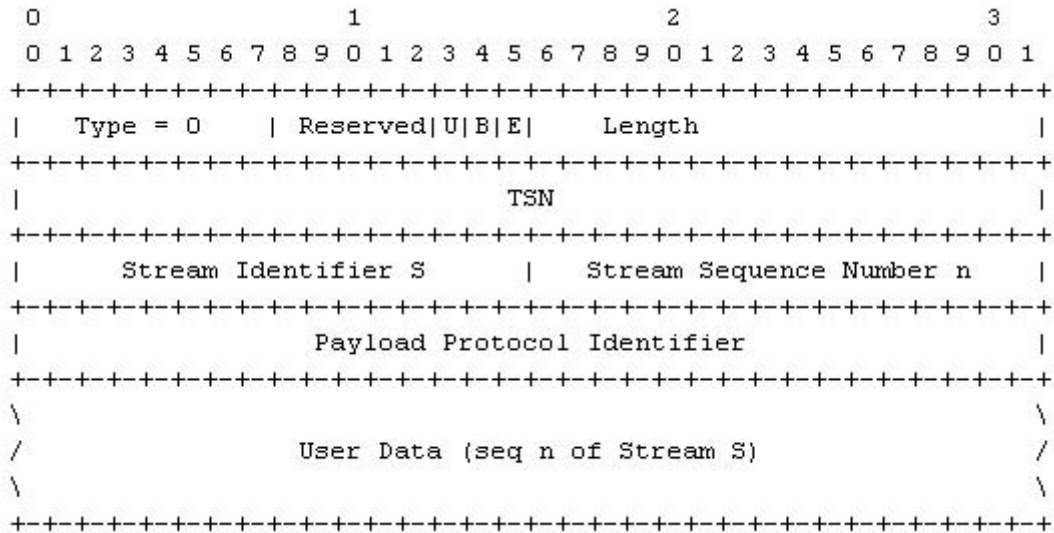 0                   1                   2                   3
 0 1 2 3 4 5 6 7 8 9 0 1 2 3 4 5 6 7 8 9 0 1 2 3 4 5 6 7 8 9 0 1
+-+-+-+-+-+-+-+-+-+-+-+-+-+-+-+-+-+-+-+-+-+-+-+-+-+-+-+-+-+-+-+-+
|   Type = 0    | Reserved|U|B|E|    Length                     |
+-+-+-+-+-+-+-+-+-+-+-+-+-+-+-+-+-+-+-+-+-+-+-+-+-+-+-+-+-+-+-+-+
|                              TSN                              |
+-+-+-+-+-+-+-+-+-+-+-+-+-+-+-+-+-+-+-+-+-+-+-+-+-+-+-+-+-+-+-+-+
|      Stream Identifier S      |   Stream Sequence Number n    |
+-+-+-+-+-+-+-+-+-+-+-+-+-+-+-+-+-+-+-+-+-+-+-+-+-+-+-+-+-+-+-+-+
|                  Payload Protocol Identifier                  |
+-+-+-+-+-+-+-+-+-+-+-+-+-+-+-+-+-+-+-+-+-+-+-+-+-+-+-+-+-+-+-+-+
\                                                               \
/                 User Data (seq n of Stream S)                 /
\                                                               \
+-+-+-+-+-+-+-+-+-+-+-+-+-+-+-+-+-+-+-+-+-+-+-+-+-+-+-+-+-+-+-+-+